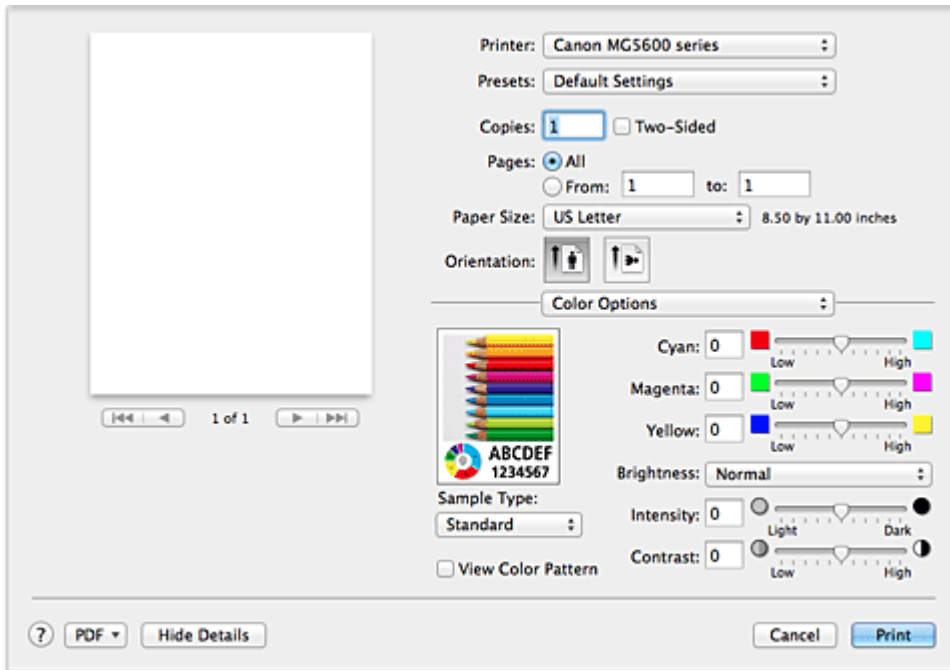 Printer: Canon MG5600 series
Presets: Default Settings
Copies: 1 Two-Sided
Pages: All
From: 1 to: 1
Paper Size: US Letter 8.50 by 11.00 inches
Orientation:
Color Options
Cyan: 0
Low High
Magenta: 0
Low High
Yellow: 0
Low High
1 of 1
ABCDEF
1234567
Brightness: Normal
Sample Type:
Standard
Intensity: 0
Light Dark
View Color Pattern
Contrast: 0
Low High
? PDF Hide Details Cancel Print